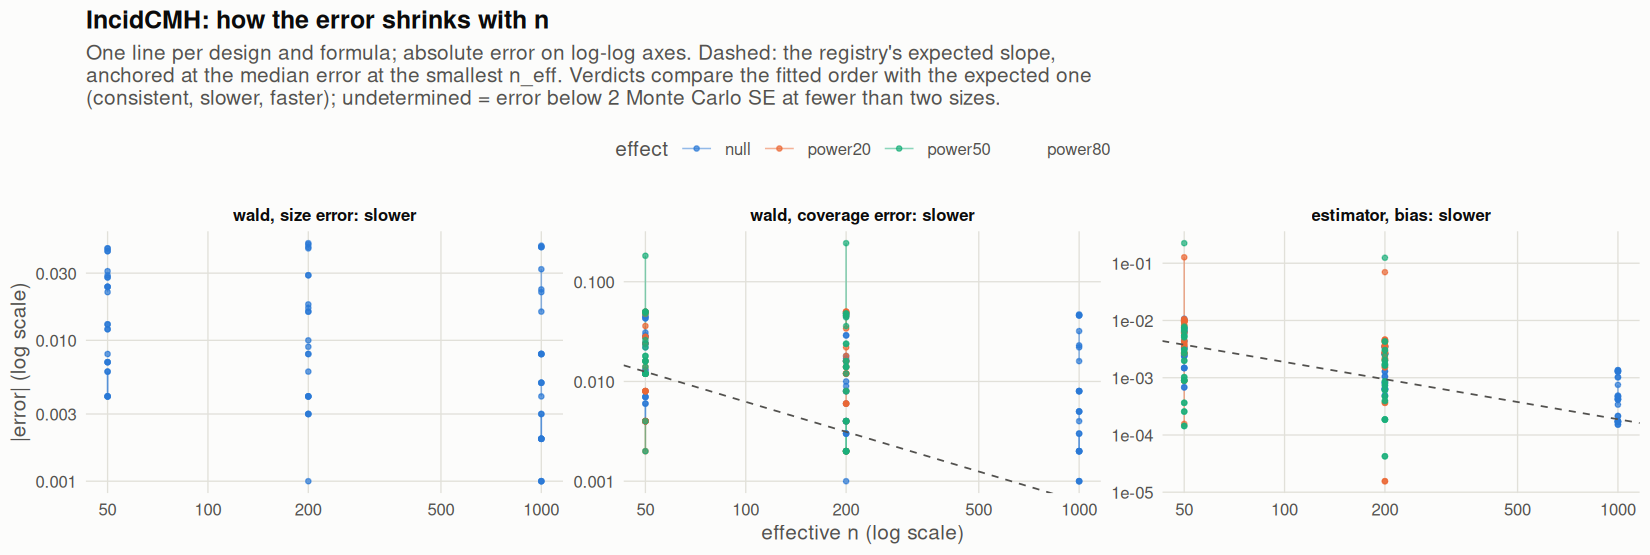 IncidCMH: how the error shrinks with n
One line per design and formula; absolute error on log-log axes. Dashed: the registry's expected slope,
anchored at the median error at the smallest n_eff. Verdicts compare the fitted order with the expected one
(consistent, slower, faster); undetermined = error below 2 Monte Carlo SE at fewer than two sizes.
effect null power20 power50 power80
wald, size error: slower
wald, coverage error: slower
estimator, bias: slower
|error| (log scale)
0.030
0.010
0.003
0.001
50 100 200 500 1000
0.100
0.010
0.001
50 100 200 500 1000
1e-01
1e-02
1e-03
1e-04
1e-05
50 100 200 500 1000
effective n (log scale)